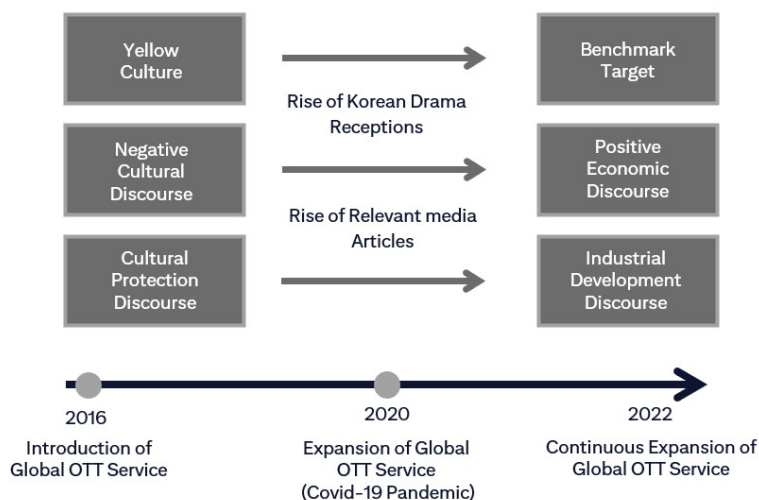 Yellow
Culture
Benchmark
Target
Rise of Korean Drama
Receptions
Negative
Cultural
Discourse
Positive
Economic
Discourse
Rise of Relevant media
Articles
Cultural
Protection
Discourse
Industrial
Development
Discourse
2016
Introduction of
Global OTT Service
2020
Expansion of Global
OTT Service
(Covid-19 Pandemic)
2022
Continuous Expansion of
Global OTT Service